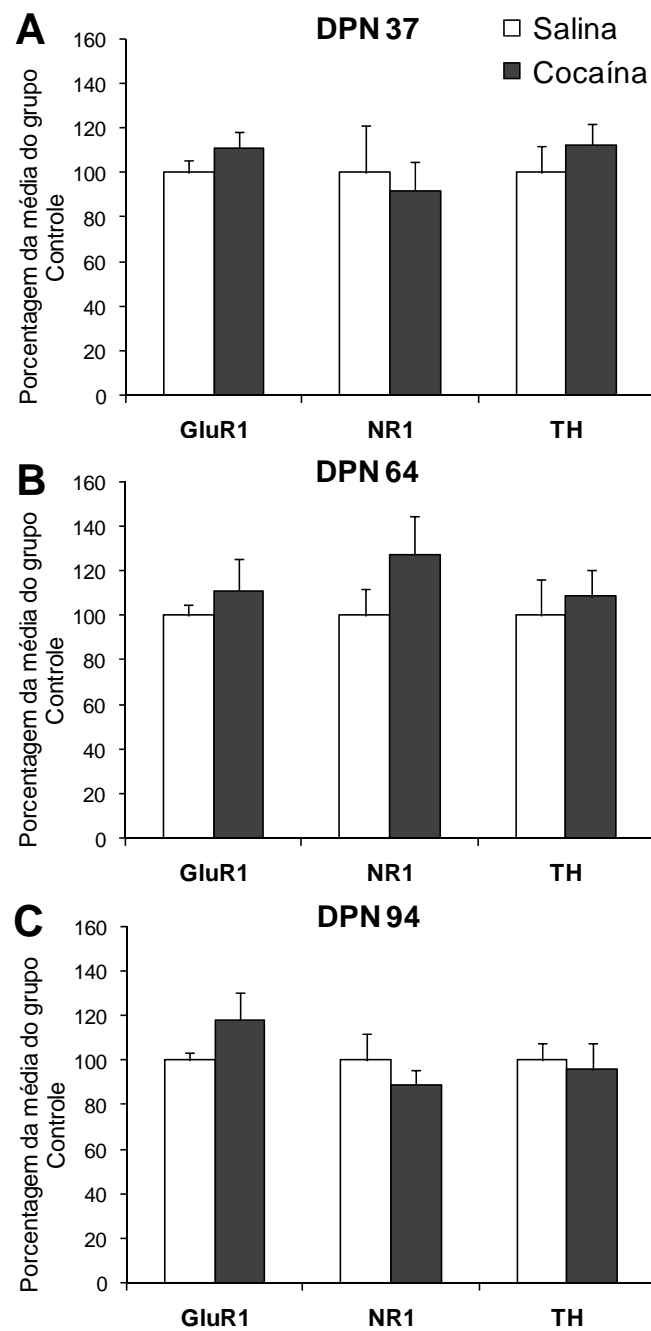 A
DPN 37
Salina
Cocaína
Porcentagem da média do grupo
Controle
160
140
120
100
80
60
40
20
0
GluR1 NR1 TH
B
DPN 64
Porcentagem da média do grupo
Controle
160
140
120
100
80
60
40
20
0
GluR1 NR1 TH
C
DPN 94
Porcentagem da média do grupo
Controle
160
140
120
100
80
60
40
20
0
GluR1 NR1 TH